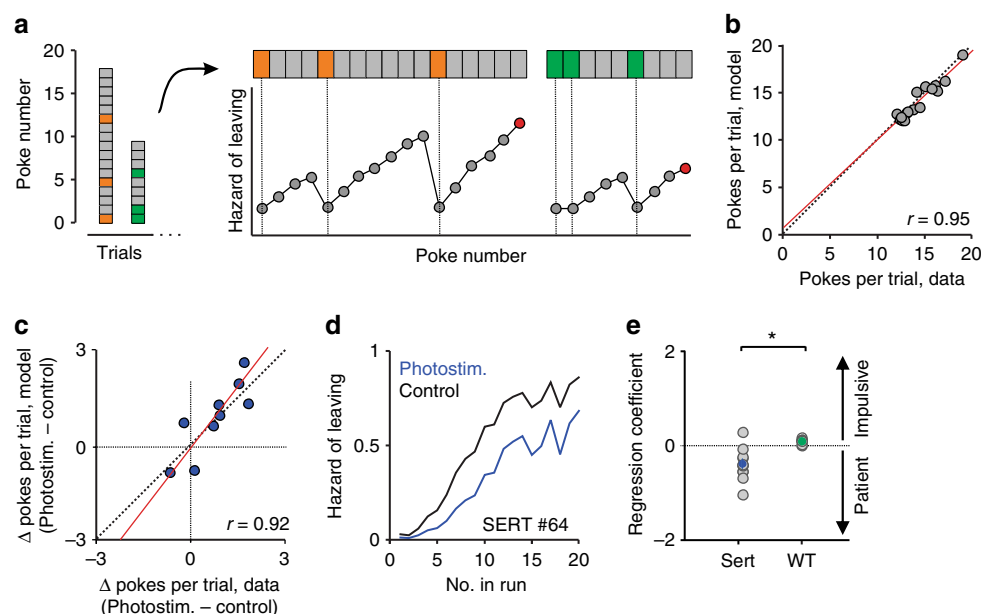 a
20
15
10
5
0
Poke number
Trials
Hazard of leaving
Poke number
b
20
15
10
5
0
Pokes per trial, model
r = 0.95
0 5 10 15 20
Pokes per trial, data
c
3
0
−3
Δ pokes per trial, model
(Photostim. – control)
r = 0.92
−3 0 3
Δ pokes per trial, data
(Photostim. – control)
d
1
0.5
0
Hazard of leaving
Photostim.
Control
SERT #64
0 5 10 15 20
No. in run
e
2
0
−2
Regression coefficient
*
Impulsive
Patient
Sert WT